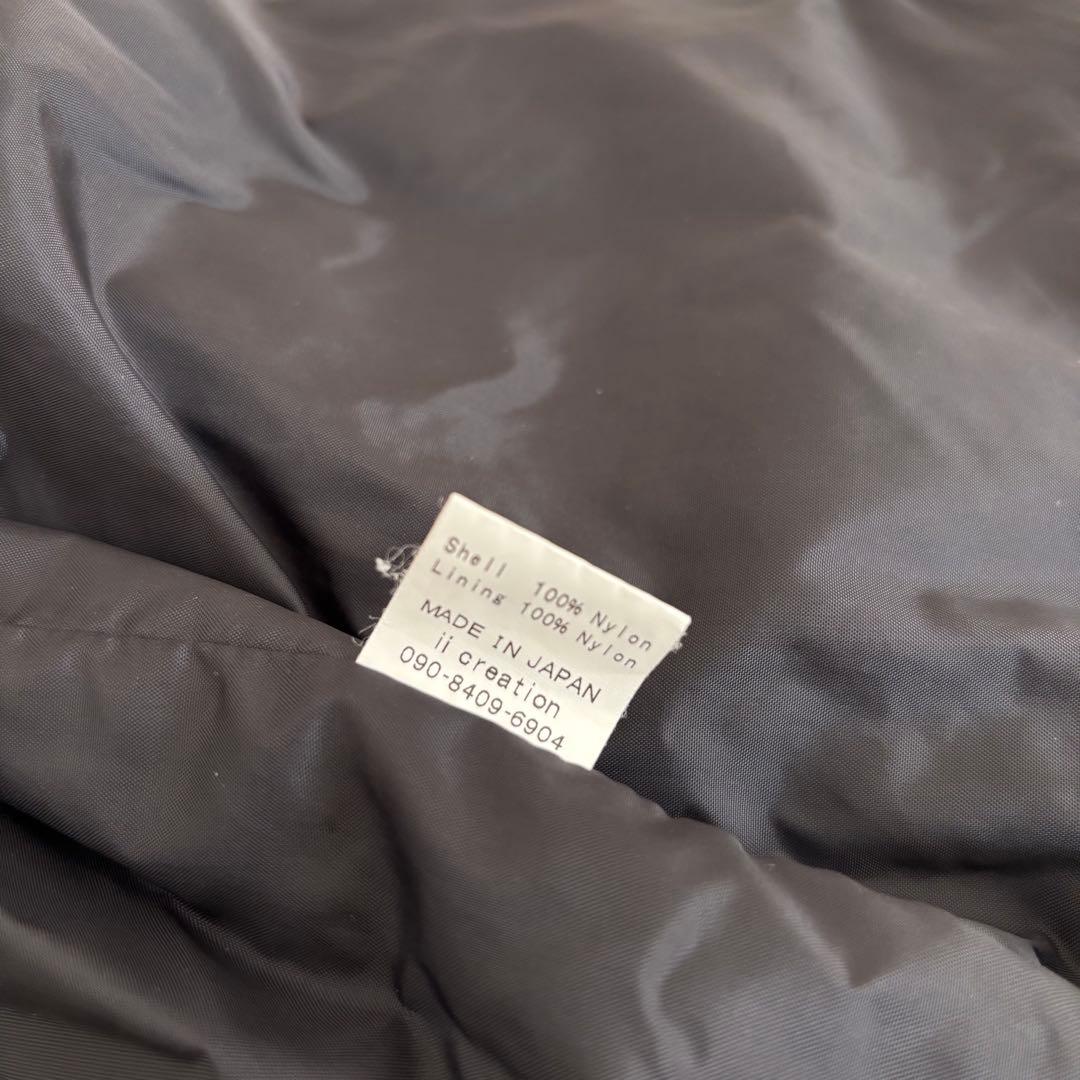 Shell 100% Nylon
Lining 100% Nylon
MADE IN JAPAN
ii creation
090-8409-6904